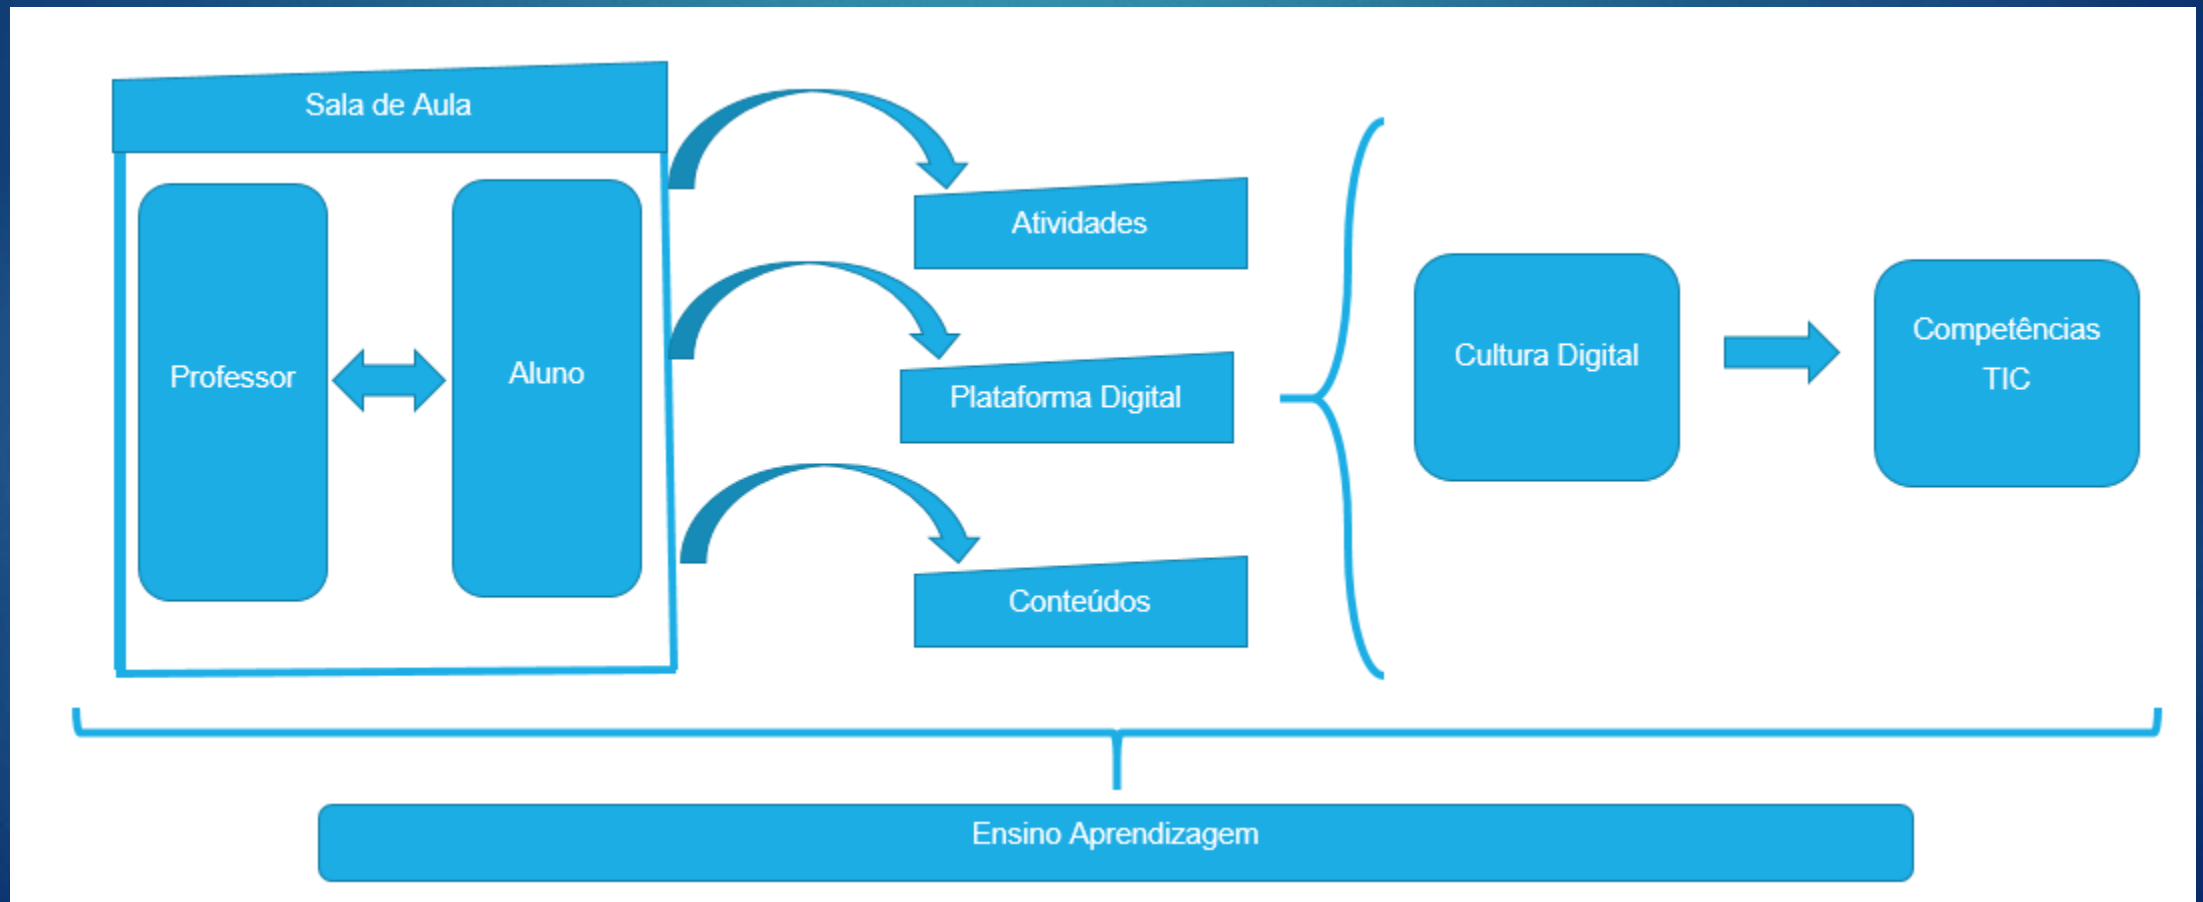 Sala de Aula
Professor
Aluno
Atividades
Plataforma Digital
Conteúdos
Cultura Digital
Competências
TIC
Ensino Aprendizagem